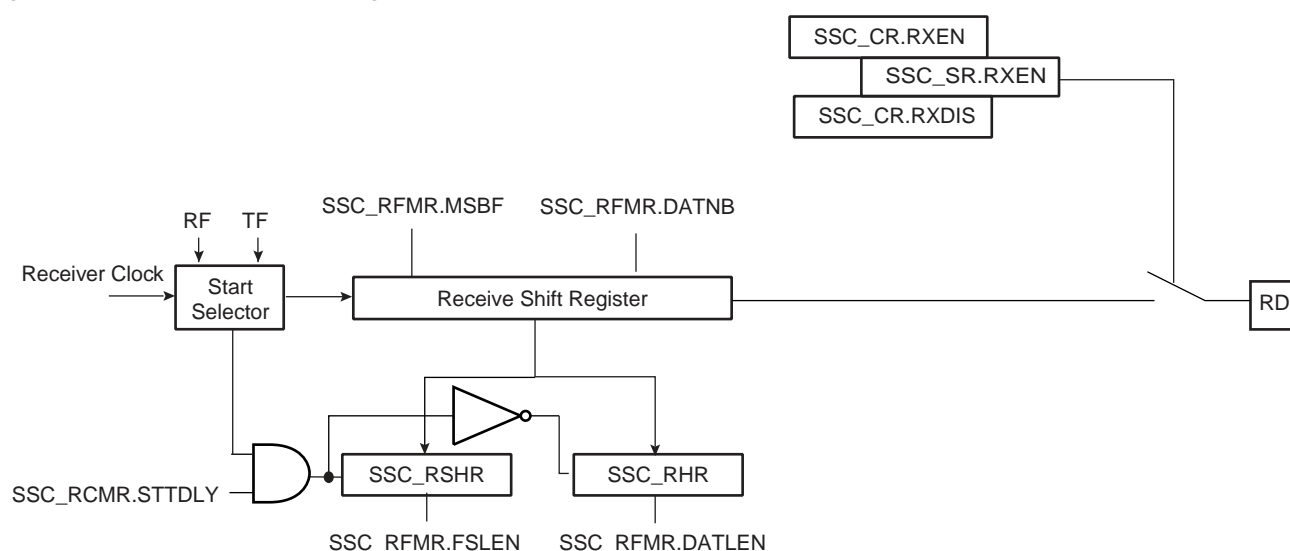 SSC_CR.RXEN
SSC_SR.RXEN
SSC_CR.RXDIS
SSC_RFMR.MSBF
SSC_RFMR.DATNB
RF
TF
Receiver Clock
Start
Selector
Receive Shift Register
RD
SSC_RSHR
SSC_RHR
SSC_RCMR.STTDLY
SSC_RFMR.FSLEN
SSC_RFMR.DATLEN